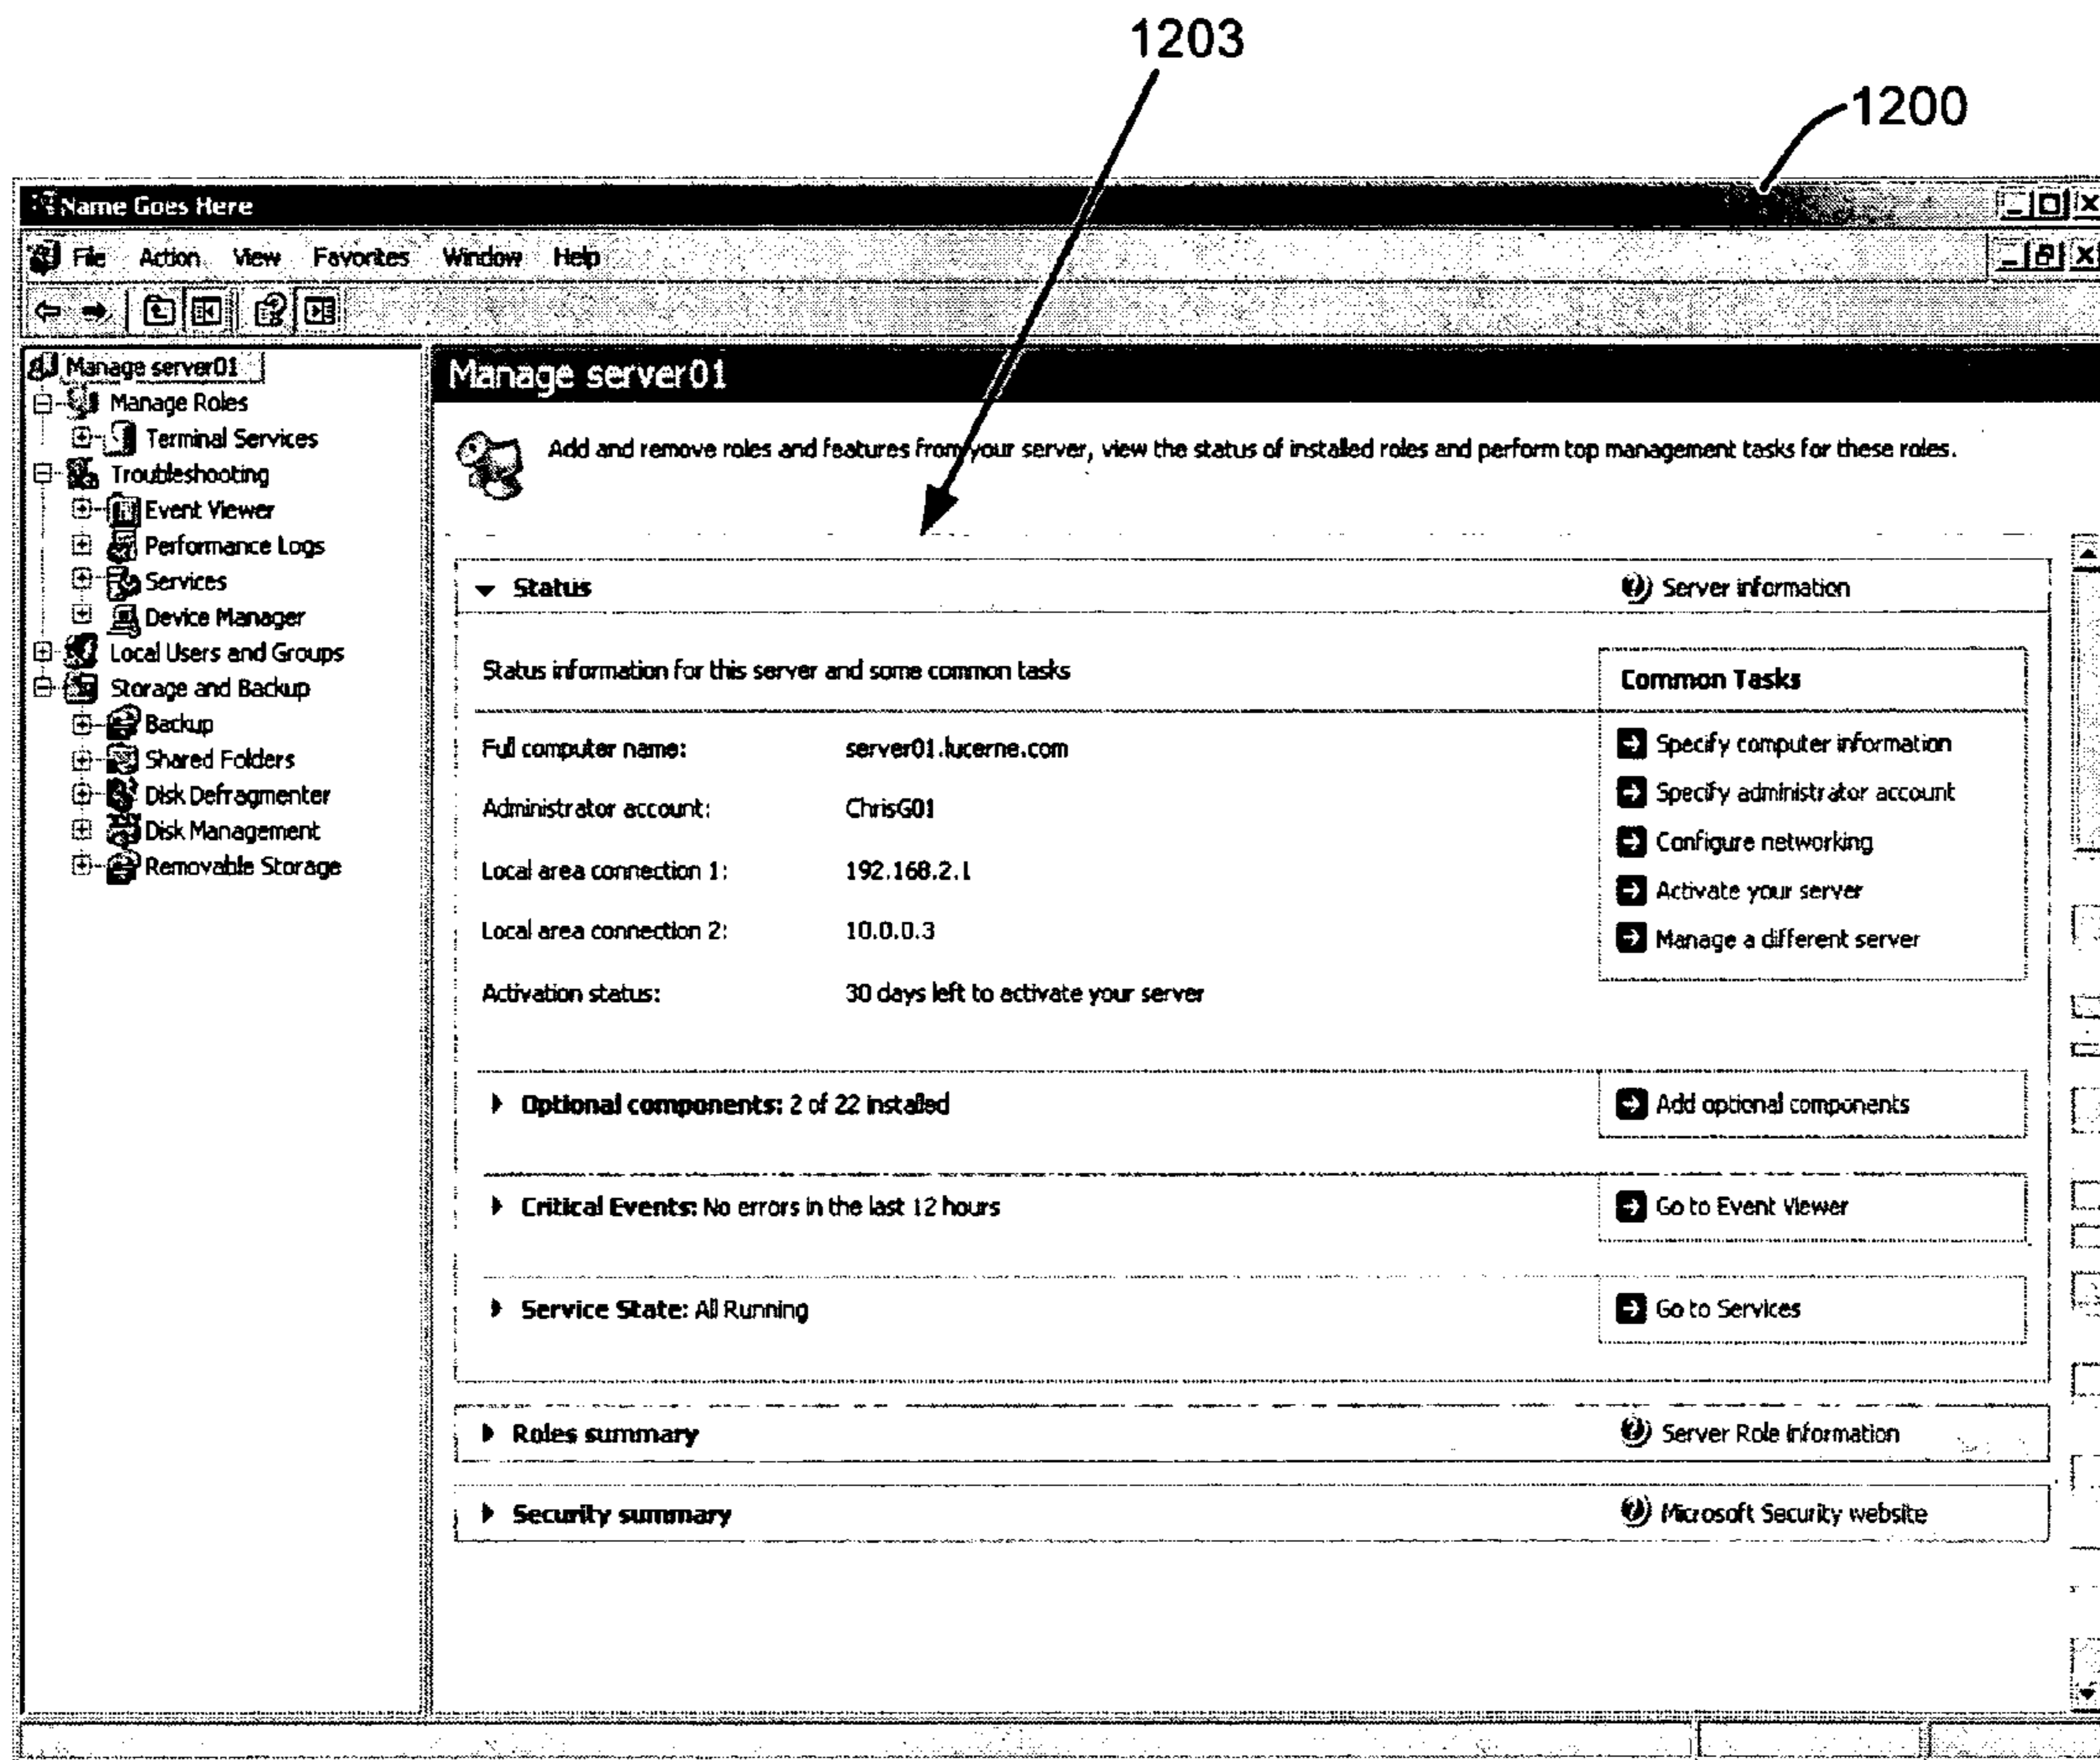 1203
1200
Name Goes Here
File Action View Favorites Window Help
Manage server01
Manage Roles
Terminal Services
Troubleshooting
Event Viewer
Performance Logs
Services
Device Manager
Local Users and Groups
Storage and Backup
Backup
Shared Folders
Disk Defragmenter
Disk Management
Removable Storage
Manage server01
Add and remove roles and features from your server, view the status of installed roles and perform top management tasks for these roles.
Status
Server information
Status information for this server and some common tasks
Full computer name: server01.lucerne.com
Administrator account: ChrisG01
Local area connection 1: 192.168.2.1
Local area connection 2: 10.0.0.3
Activation status: 30 days left to activate your server
Common Tasks
Specify computer information
Specify administrator account
Configure networking
Activate your server
Manage a different server
Optional components: 2 of 22 installed
Add optional components
Critical Events: No errors in the last 12 hours
Go to Event Viewer
Service State: All Running
Go to Services
Roles summary
Server Role information
Security summary
Microsoft Security website